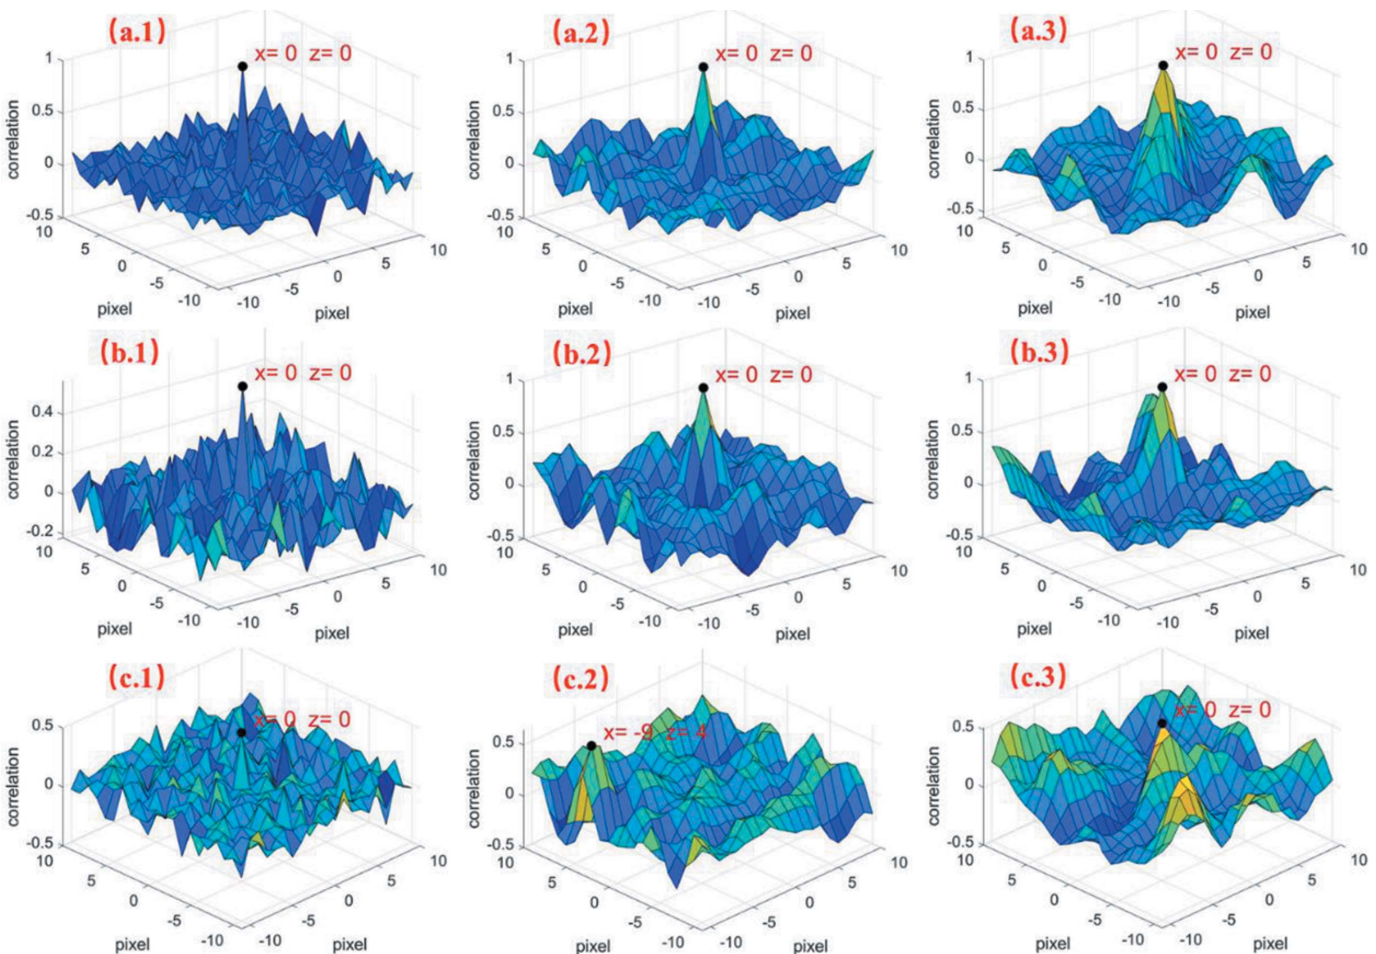 (a.1)
x= 0 z= 0
1
0.5
0
-0.5
correlation
10
5
0
-5
-10
pixel
-10
-5
0
5
10
pixel
(a.2)
x= 0 z= 0
1
0.5
0
-0.5
correlation
10
5
0
-5
-10
pixel
-10
-5
0
5
10
pixel
(a.3)
x= 0 z= 0
1
0.5
0
-0.5
correlation
10
5
0
-5
-10
pixel
-10
-5
0
5
10
pixel
(b.1)
x= 0 z= 0
0.4
0.2
0
-0.2
correlation
10
5
0
-5
-10
pixel
-10
-5
0
5
10
pixel
(b.2)
x= 0 z= 0
1
0.5
0
-0.5
correlation
10
5
0
-5
-10
pixel
-10
-5
0
5
10
pixel
(b.3)
x= 0 z= 0
1
0.5
0
-0.5
correlation
10
5
0
-5
-10
pixel
-10
-5
0
5
10
pixel
(c.1)
x= 0 z= 0
0.5
0
-0.5
correlation
10
5
0
-5
-10
pixel
-10
-5
0
5
10
pixel
(c.2)
x= -9 z= 4
0.5
0
-0.5
correlation
10
5
0
-5
-10
pixel
-10
-5
0
5
10
pixel
(c.3)
x= 0 z= 0
0.5
0
-0.5
correlation
10
5
0
-5
-10
pixel
-10
-5
0
5
10
pixel